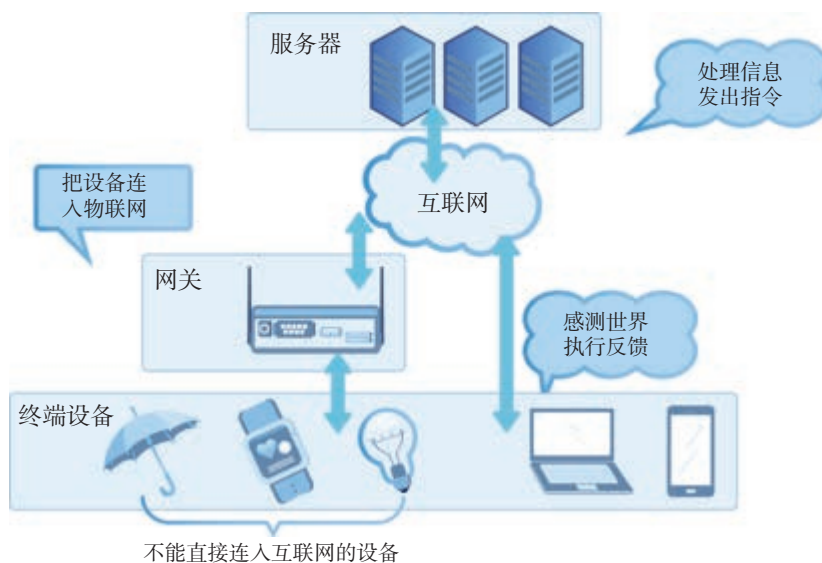 服务器
处理信息
发出指令
把设备连
入物联网
互联网
网关
感测世界
执行反馈
终端设备
不能直接连入互联网的设备